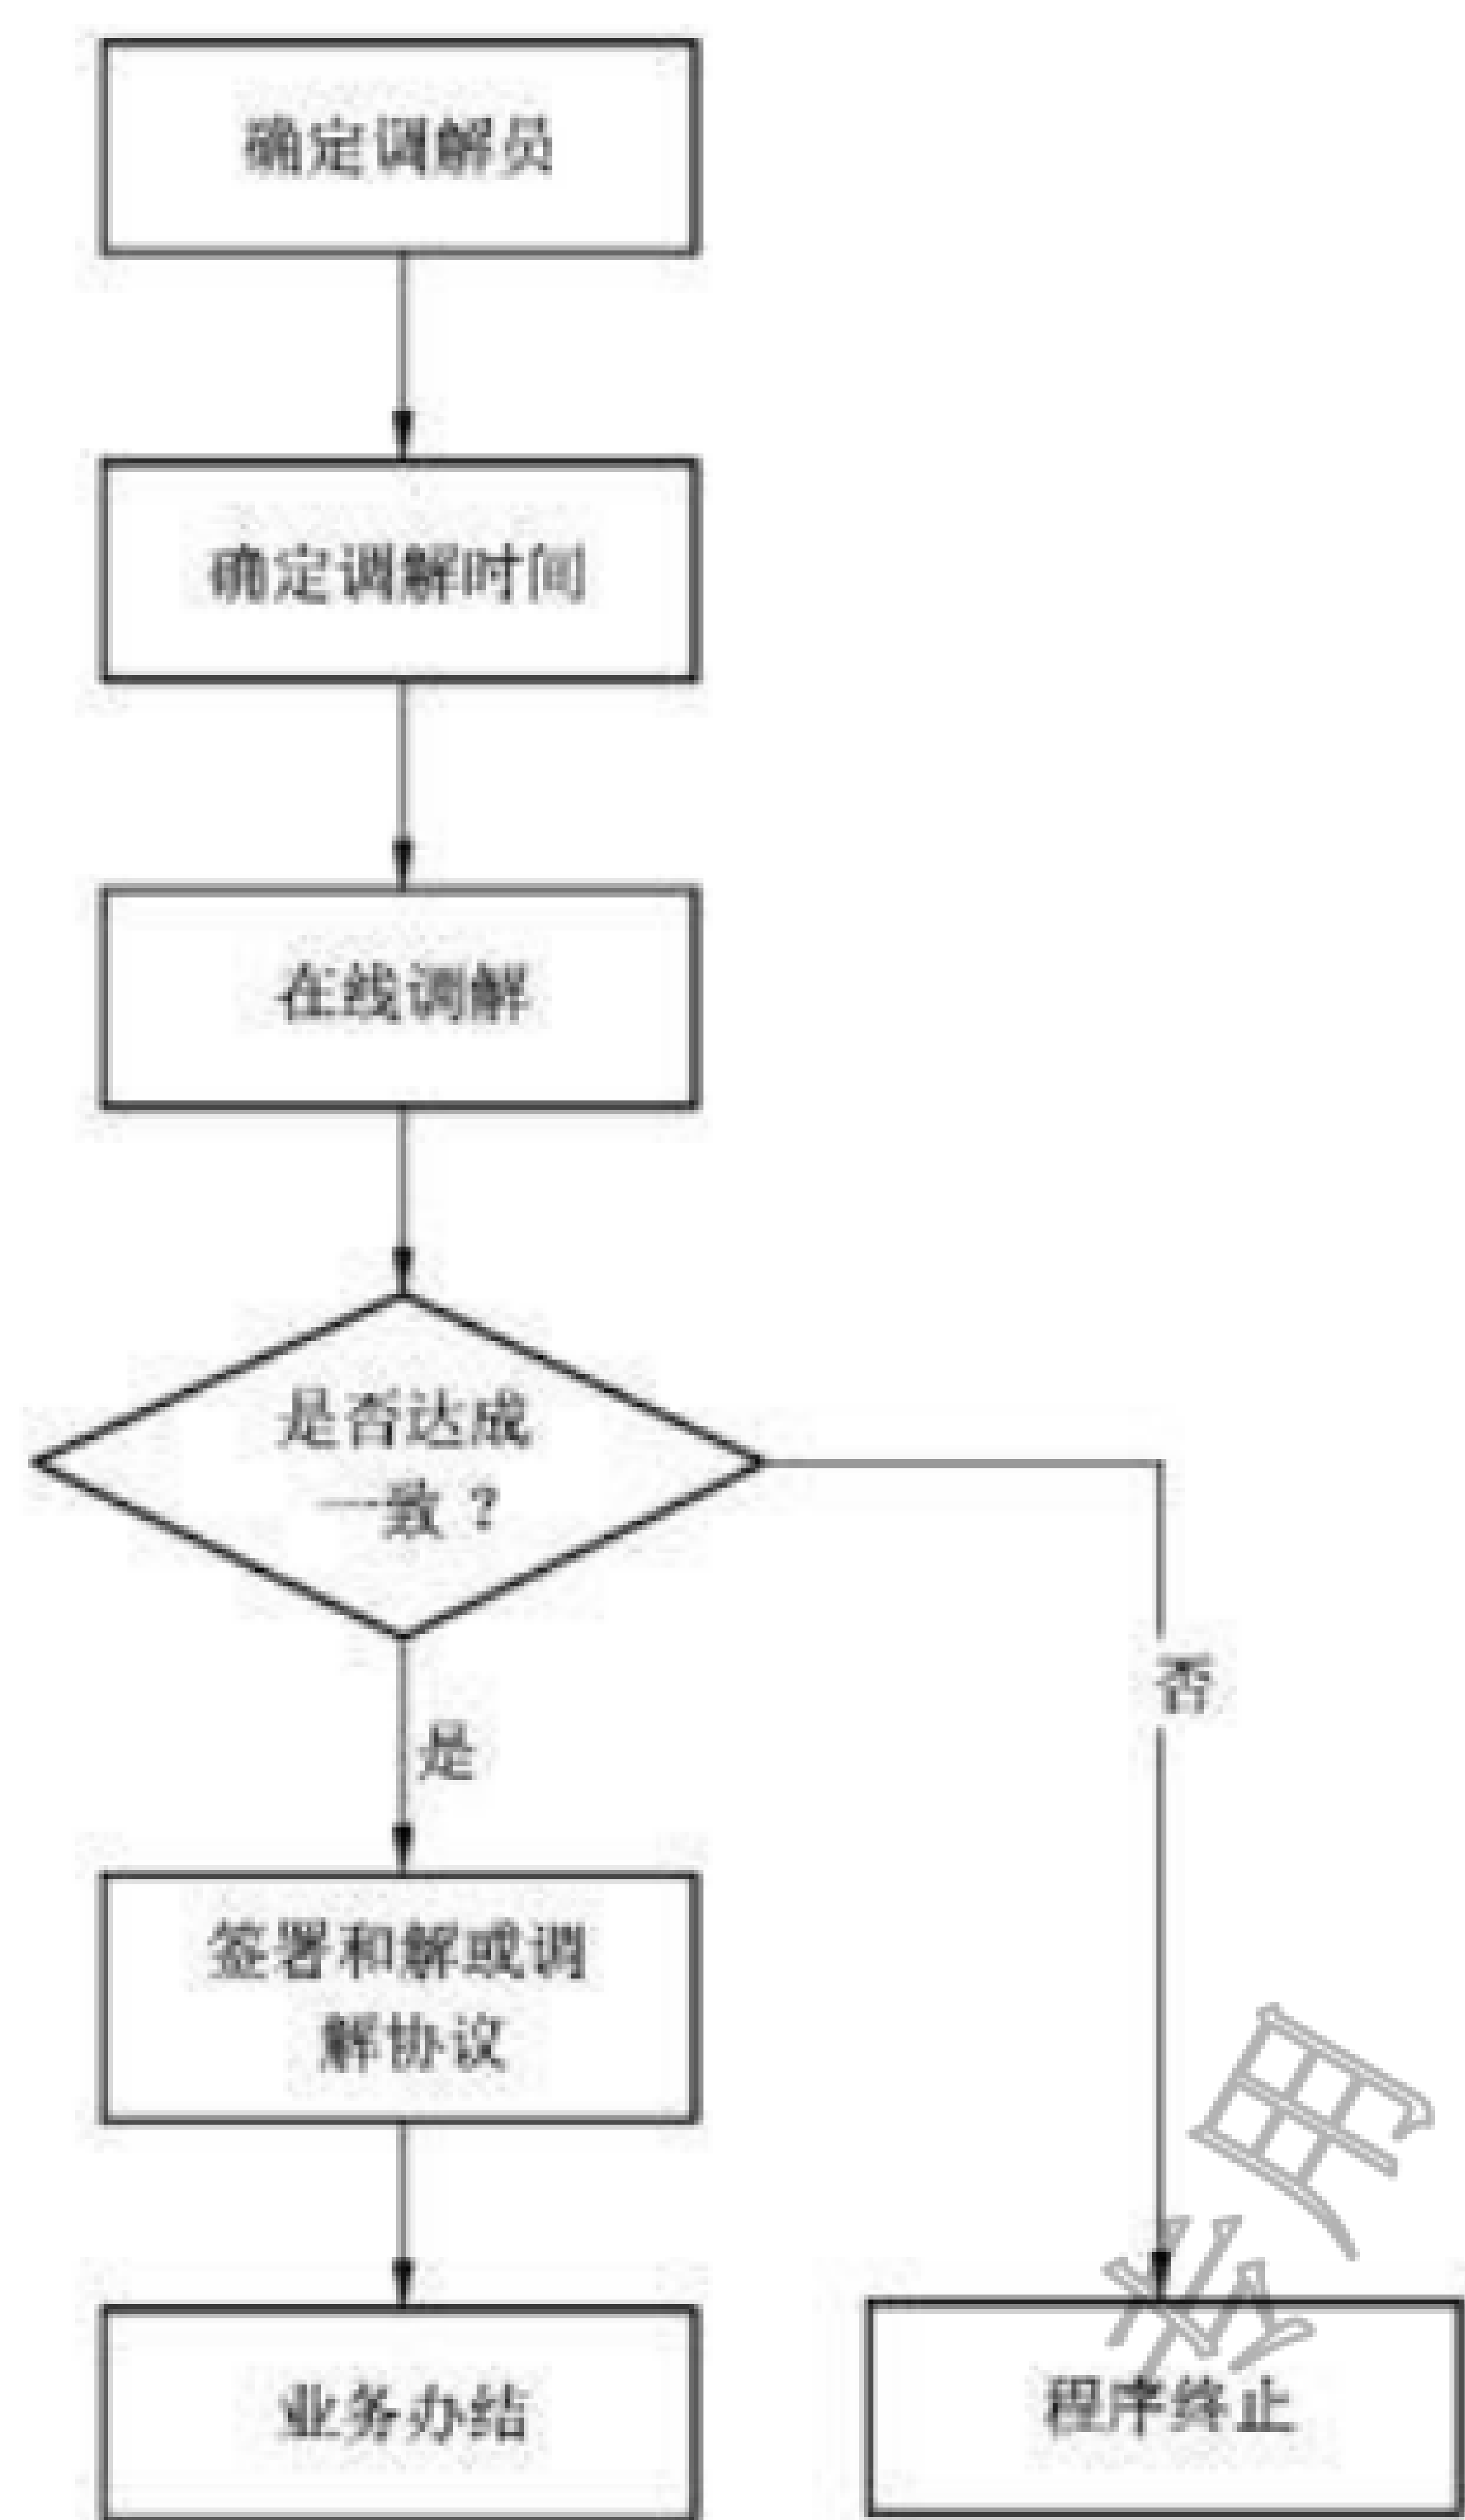 确定调解员
确定调解时间
在线调解
是否达成
一致？
否
是
签署和解或调
解协议
业务办结
程序终止